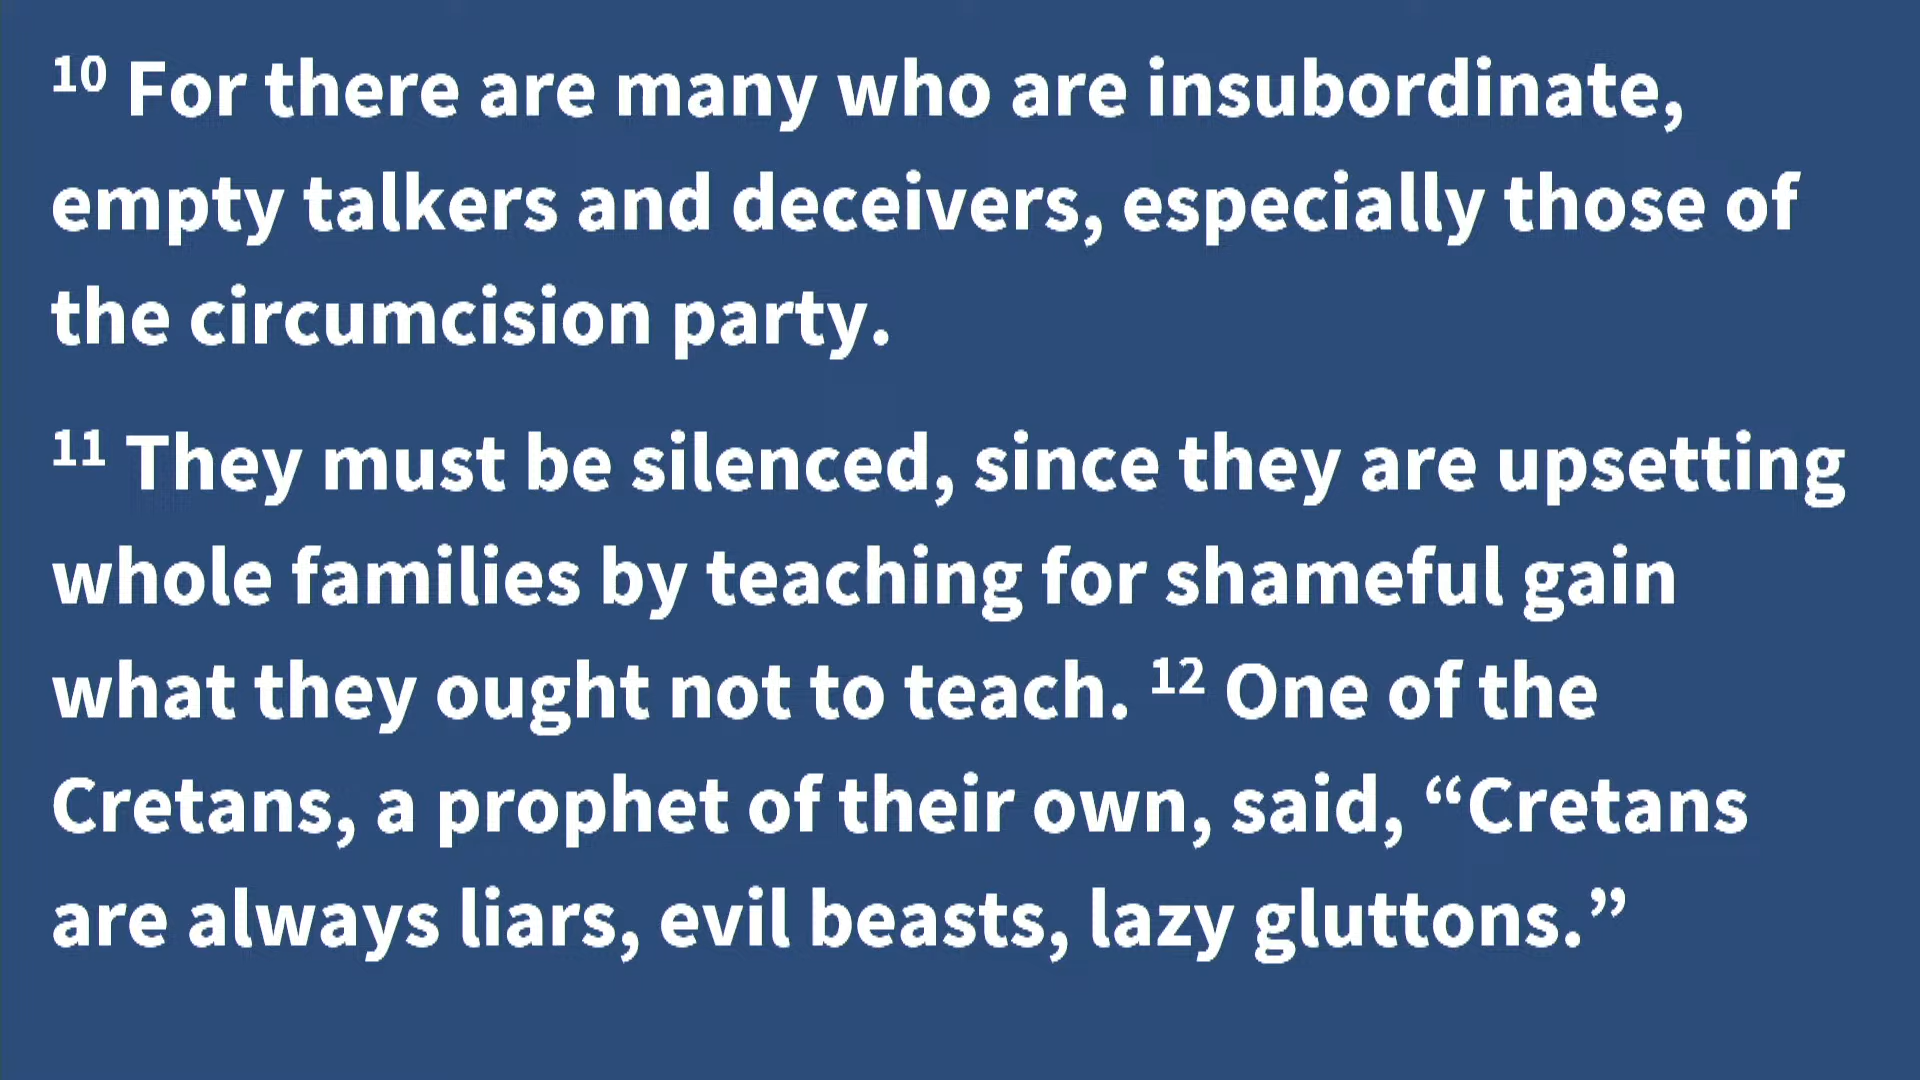 10 For there are many who are insubordinate,
empty talkers and deceivers, especially those of
the circumcision party.
11 They must be silenced, since they are upsetting
whole families by teaching for shameful gain
what they ought not to teach. 12 One of the
Cretans, a prophet of their own, said, “Cretans
are always liars, evil beasts, lazy gluttons.”